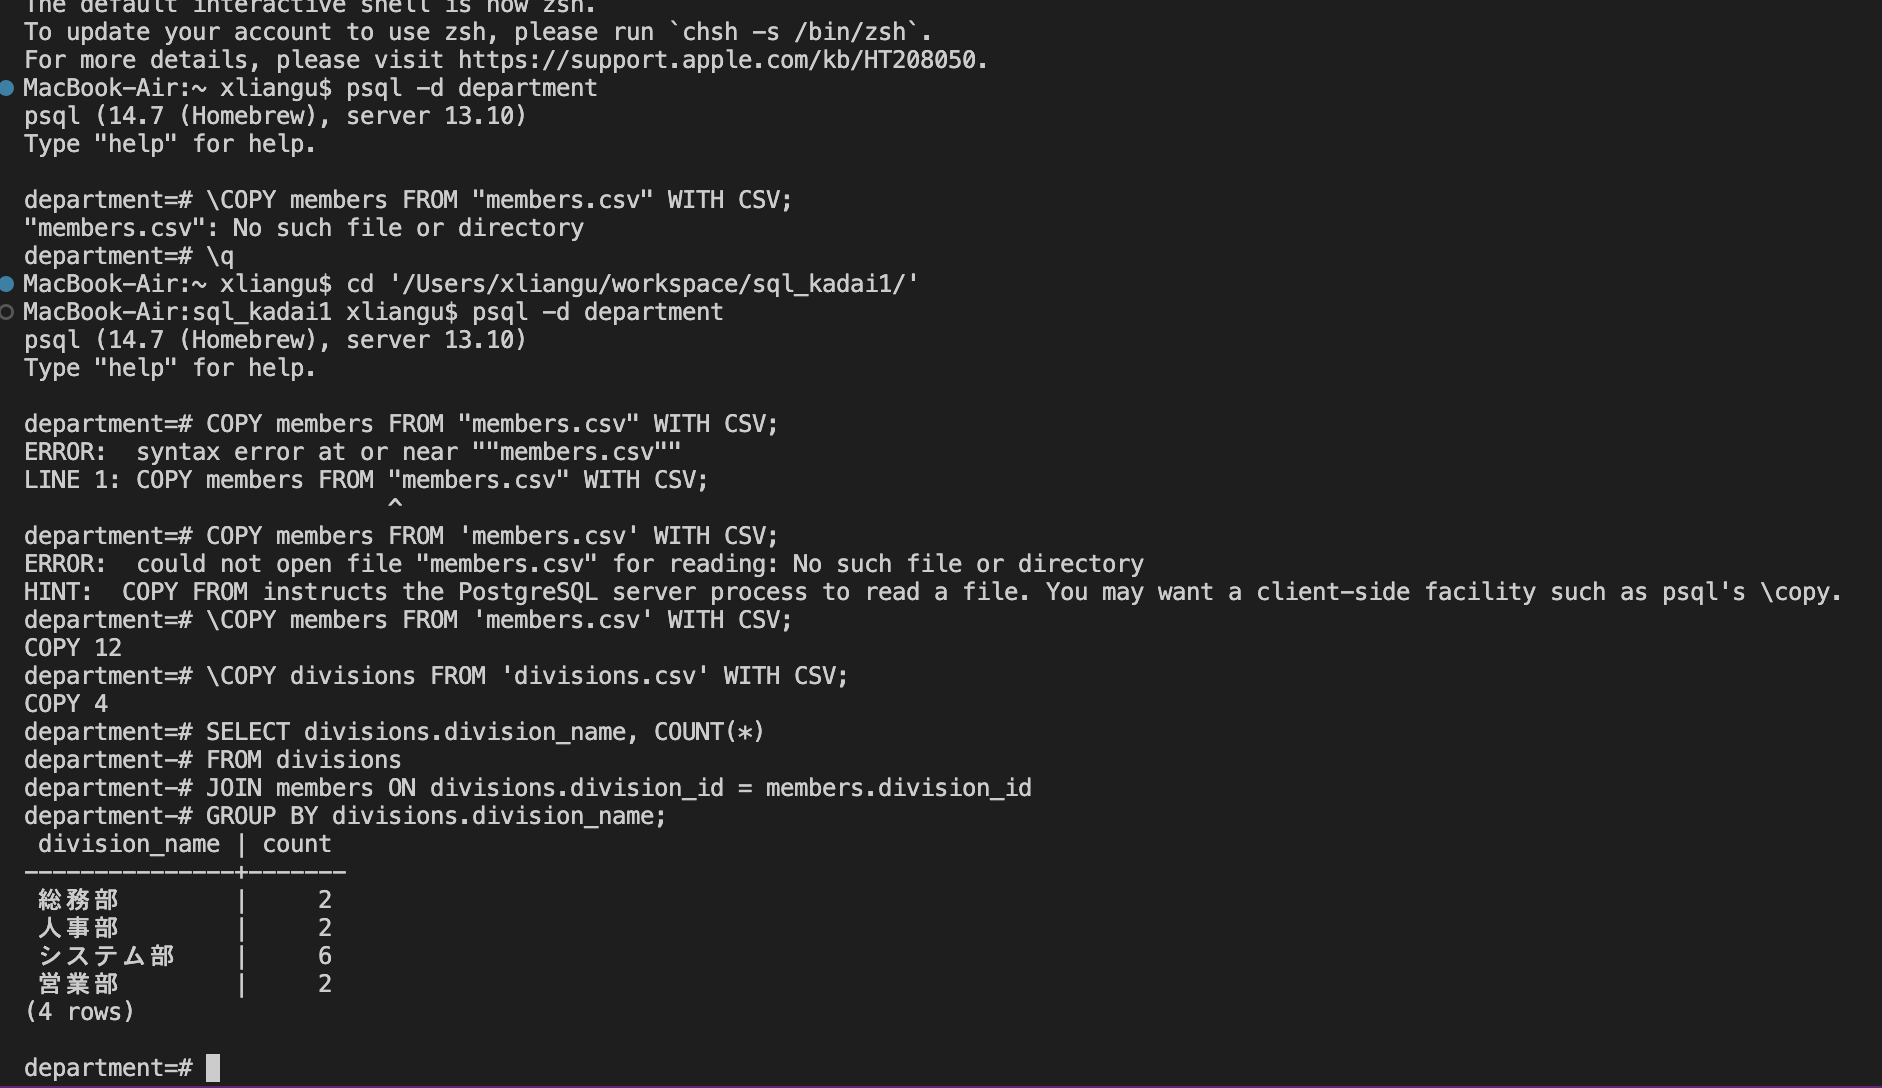 The default interactive shell is now zsh.
To update your account to use zsh, please run `chsh -s /bin/zsh`.
For more details, please visit https://support.apple.com/kb/HT208050.
MacBook-Air:~ xliangu$ psql -d department
psql (14.7 (Homebrew), server 13.10)
Type "help" for help.

department=# \COPY members FROM "members.csv" WITH CSV;
"members.csv": No such file or directory
department=# \q
MacBook-Air:~ xliangu$ cd '/Users/xliangu/workspace/sql_kadai1/'
MacBook-Air:sql_kadai1 xliangu$ psql -d department
psql (14.7 (Homebrew), server 13.10)
Type "help" for help.

department=# COPY members FROM "members.csv" WITH CSV;
ERROR:  syntax error at or near ""members.csv""
LINE 1: COPY members FROM "members.csv" WITH CSV;
                          ^
department=# COPY members FROM 'members.csv' WITH CSV;
ERROR:  could not open file "members.csv" for reading: No such file or directory
HINT:  COPY FROM instructs the PostgreSQL server process to read a file. You may want a client-side facility such as psql's \copy.
department=# \COPY members FROM 'members.csv' WITH CSV;
COPY 12
department=# \COPY divisions FROM 'divisions.csv' WITH CSV;
COPY 4
department=# SELECT divisions.division_name, COUNT(*)
department-# FROM divisions
department-# JOIN members ON divisions.division_id = members.division_id
department-# GROUP BY divisions.division_name;
 division_name | count
---------------+-------
 総務部        |     2
 人事部        |     2
 システム部    |     6
 営業部        |     2
(4 rows)

department=#